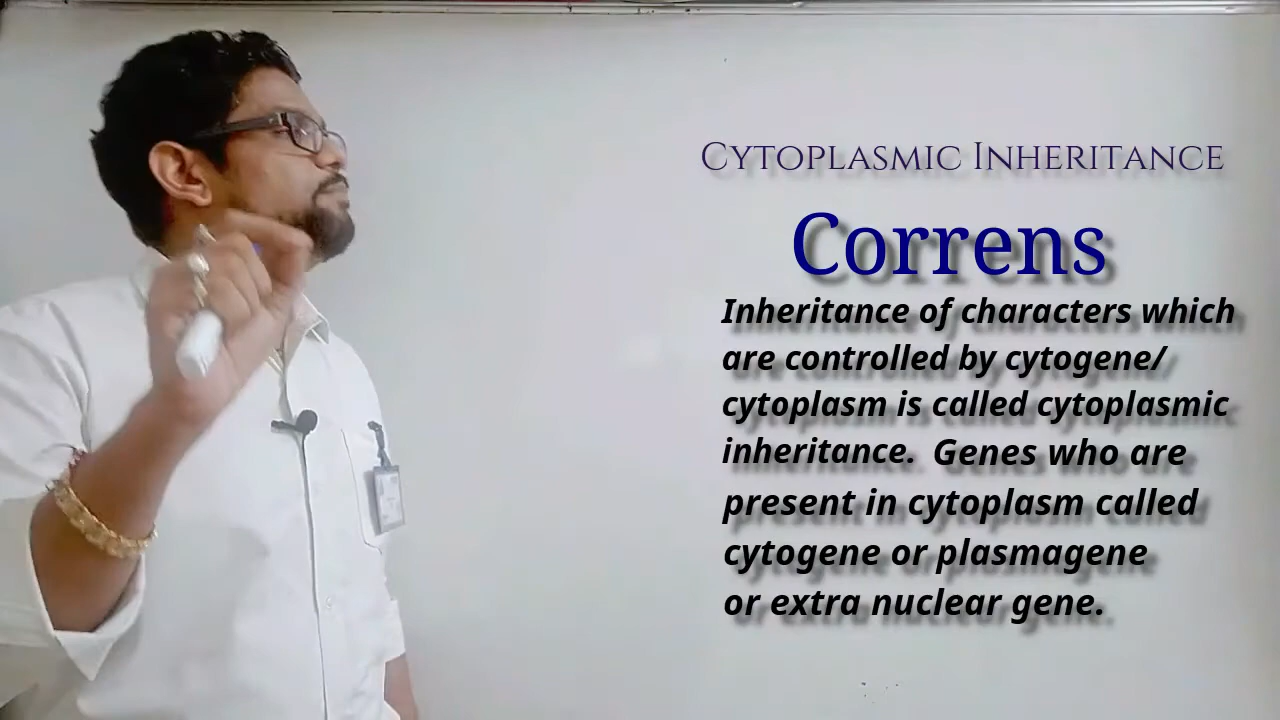 Cytoplasmic Inheritance
Correns
Inheritance of characters which
are controlled by cytogene/
cytoplasm is called cytoplasmic
inheritance. Genes who are
present in cytoplasm called
cytogene or plasmagene
or extra nuclear gene.